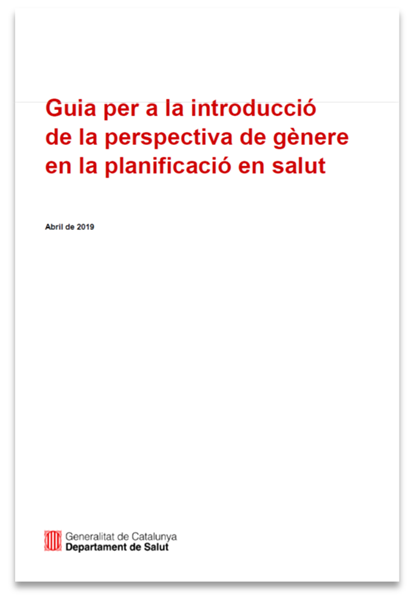 Guia per a la introducció
de la perspectiva de gènere
en la planificació en salut
Abril de 2019
Generalitat de Catalunya
Departament de Salut